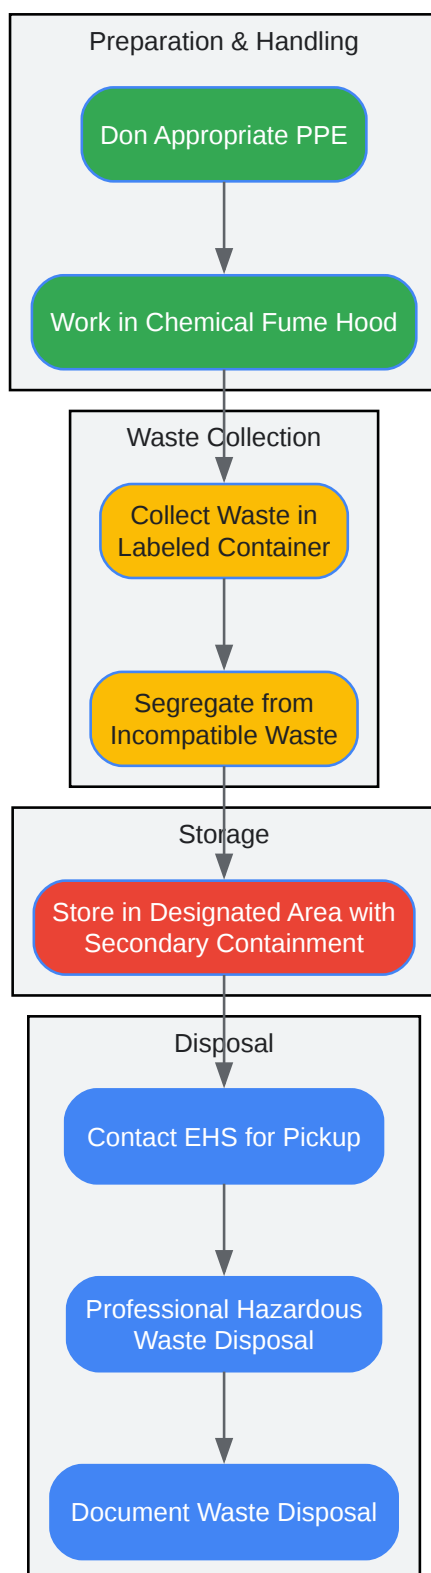 Preparation & Handling
Don Appropriate PPE
Work in Chemical Fume Hood
Waste Collection
Collect Waste in
Labeled Container
Segregate from
Incompatible Waste
Storage
Store in Designated Area with
Secondary Containment
Disposal
Contact EHS for Pickup
Professional Hazardous
Waste Disposal
Document Waste Disposal